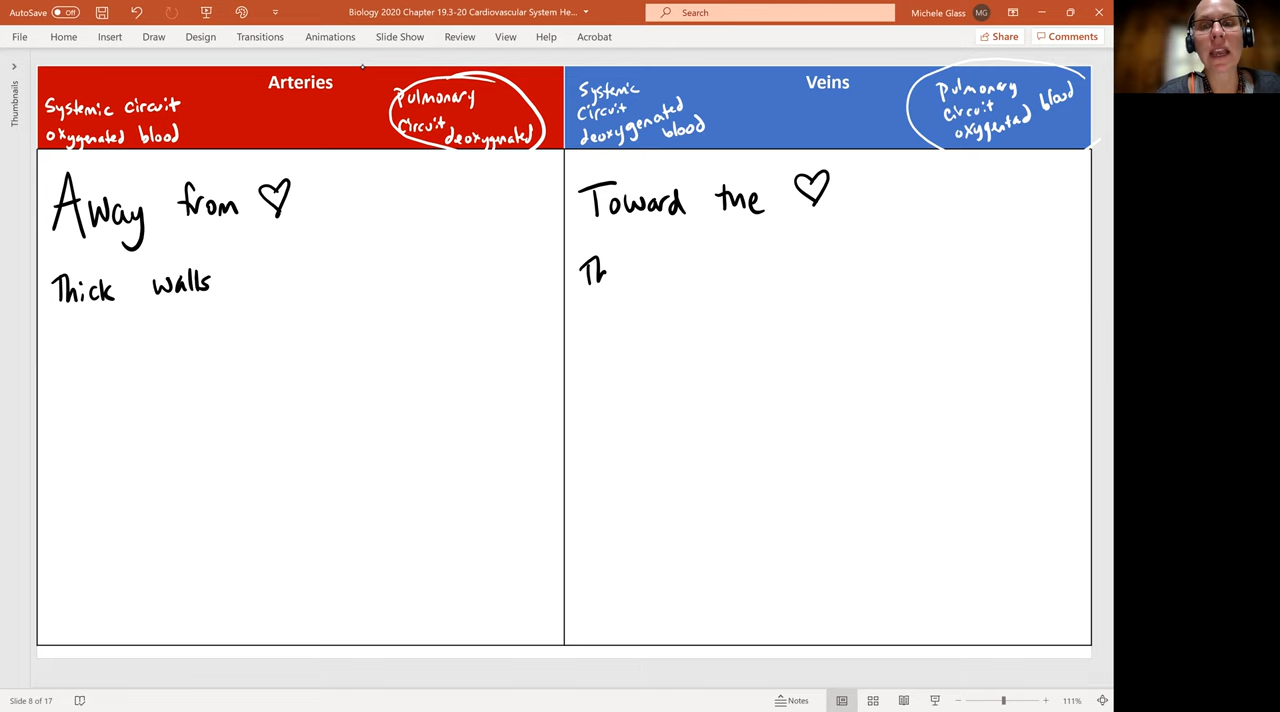 AutoSave Off Biology 2020 Chapter 19.3-20 Cardiovascular System He... Search Michele Glass MG
File Home Insert Draw Design Transitions Animations Slide Show Review View Help Acrobat Share Comments
Thumbnails
Arteries
Systemic circuit
oxygenated blood
Pulmonary
circuit deoxygenated
Veins
Systemic
circuit
deoxygenated
blood
Pulmonary
circuit
oxygentad blood
Away from
Thick walls
Toward the
Th
Slide 8 of 17 Notes 111%